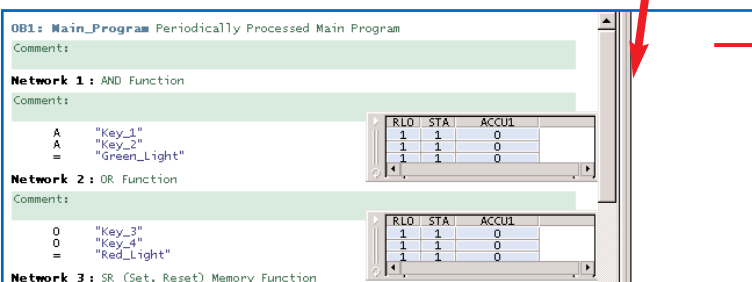 OB1: Main_Program Periodically Processed Main Program
Comment:
Network 1 : AND Function
Comment:
A "Key_1"
A "Key_2"
= "Green_Light"
RLO STA ACCU1
1 1 0
1 1 0
1 1 0
Network 2 : OR Function
Comment:
O "Key_3"
O "Key_4"
= "Red_Light"
RLO STA ACCU1
1 1 0
1 1 0
1 1 0
Network 3 : SR (Set, Reset) Memory Function